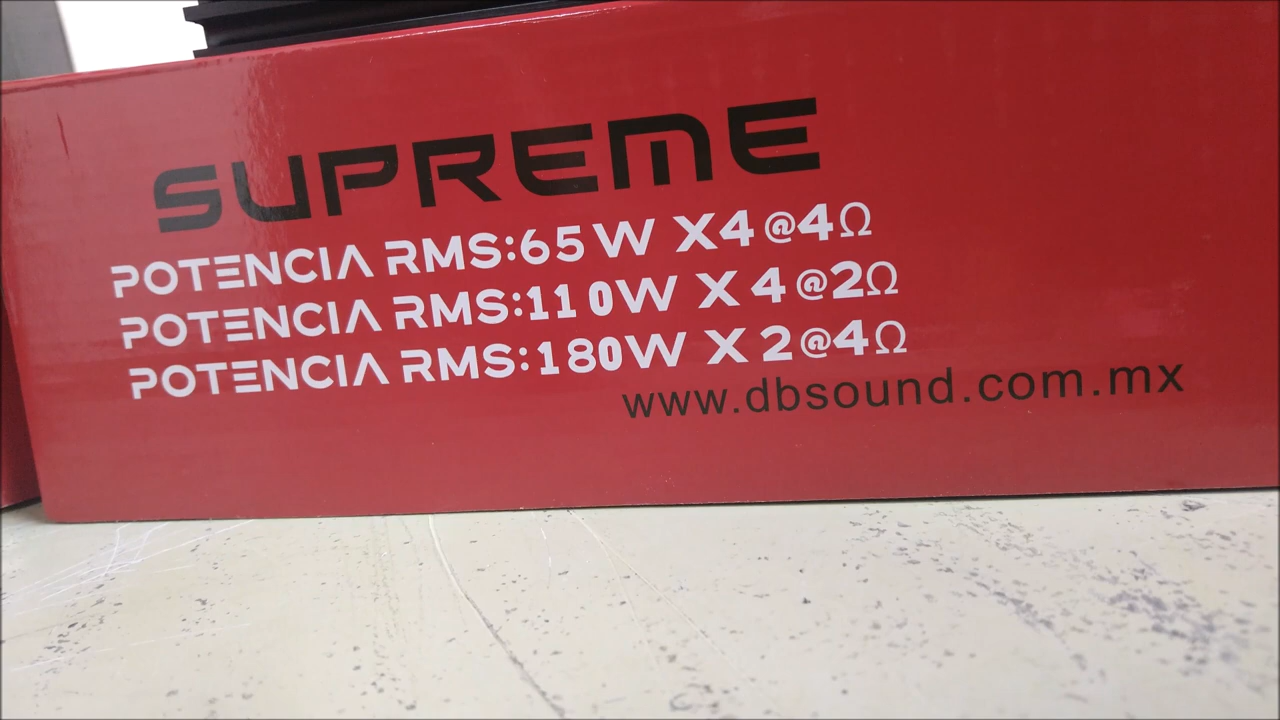 SUPREME
POTENCIA RMS:65W X4@4Ω
POTENCIA RMS:110W X 4@2Ω
POTENCIA RMS:180W X 2@4Ω
www.dbsound.com.mx